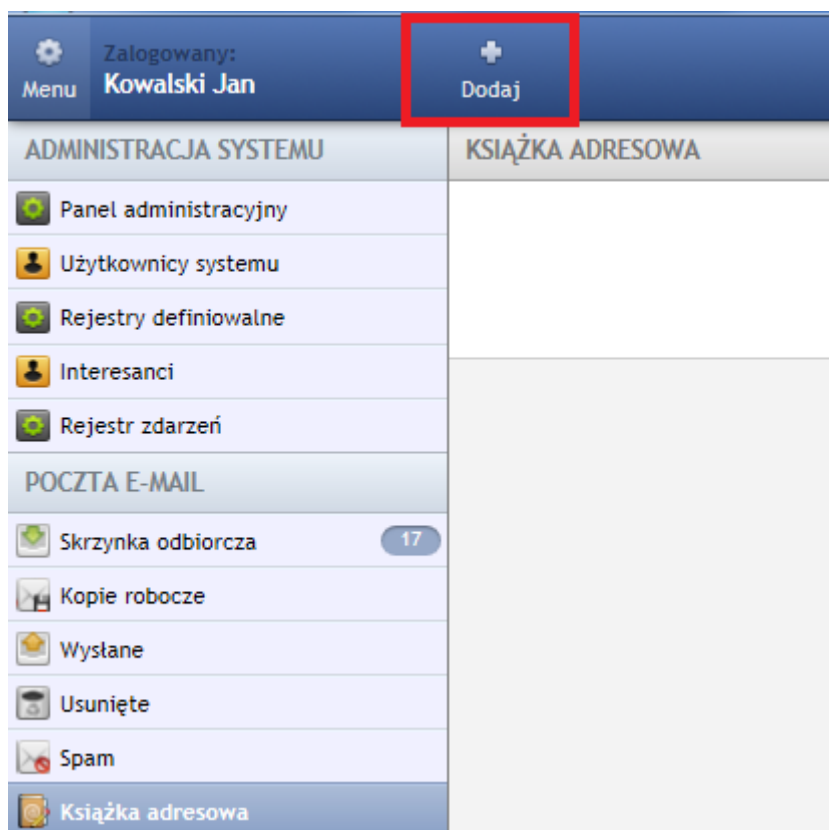 Zalogowany:
Menu Kowalski Jan
Dodaj
ADMINISTRACJA SYSTEMU
KSIĄŻKA ADRESOWA
Panel administracyjny
Użytkownicy systemu
Rejestry definiowalne
Interesanci
Rejestr zdarzeń
POCZTA E-MAIL
Skrzynka odbiorcza 17
Kopie robocze
Wysłane
Usunięte
Spam
Książka adresowa